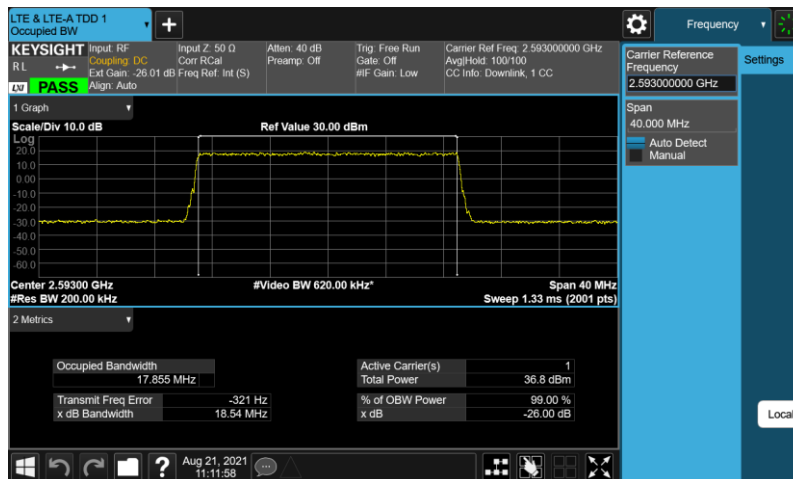 LTE & LTE-A TDD 1
Occupied BW
Frequency
KEYSIGHT
R L
LXI
PASS
Input: RF
Coupling: DC
Ext Gain: -26.01 dB
Align: Auto
Input Z: 50 Ω
Corr RCal
Freq Ref: Int (S)
Atten: 40 dB
Preamp: Off
Trig: Free Run
Gate: Off
#IF Gain: Low
Carrier Ref Freq: 2.593000000 GHz
Avg|Hold: 100/100
CC Info: Downlink, 1 CC
Carrier Reference
Frequency
2.593000000 GHz
Span
40.000 MHz
Auto Detect
Manual
Settings
1 Graph
Scale/Div 10.0 dB
Ref Value 30.00 dBm
Log
20.0
10.0
0.00
-10.0
-20.0
-30.0
-40.0
-50.0
-60.0
Center 2.59300 GHz
#Video BW 620.00 kHz*
Span 40 MHz
#Res BW 200.00 kHz
Sweep 1.33 ms (2001 pts)
2 Metrics
Occupied Bandwidth
17.855 MHz
Transmit Freq Error -321 Hz
x dB Bandwidth 18.54 MHz
Active Carrier(s) 1
Total Power 36.8 dBm
% of OBW Power 99.00 %
x dB -26.00 dB
Local
?
Aug 21, 2021
11:11:58